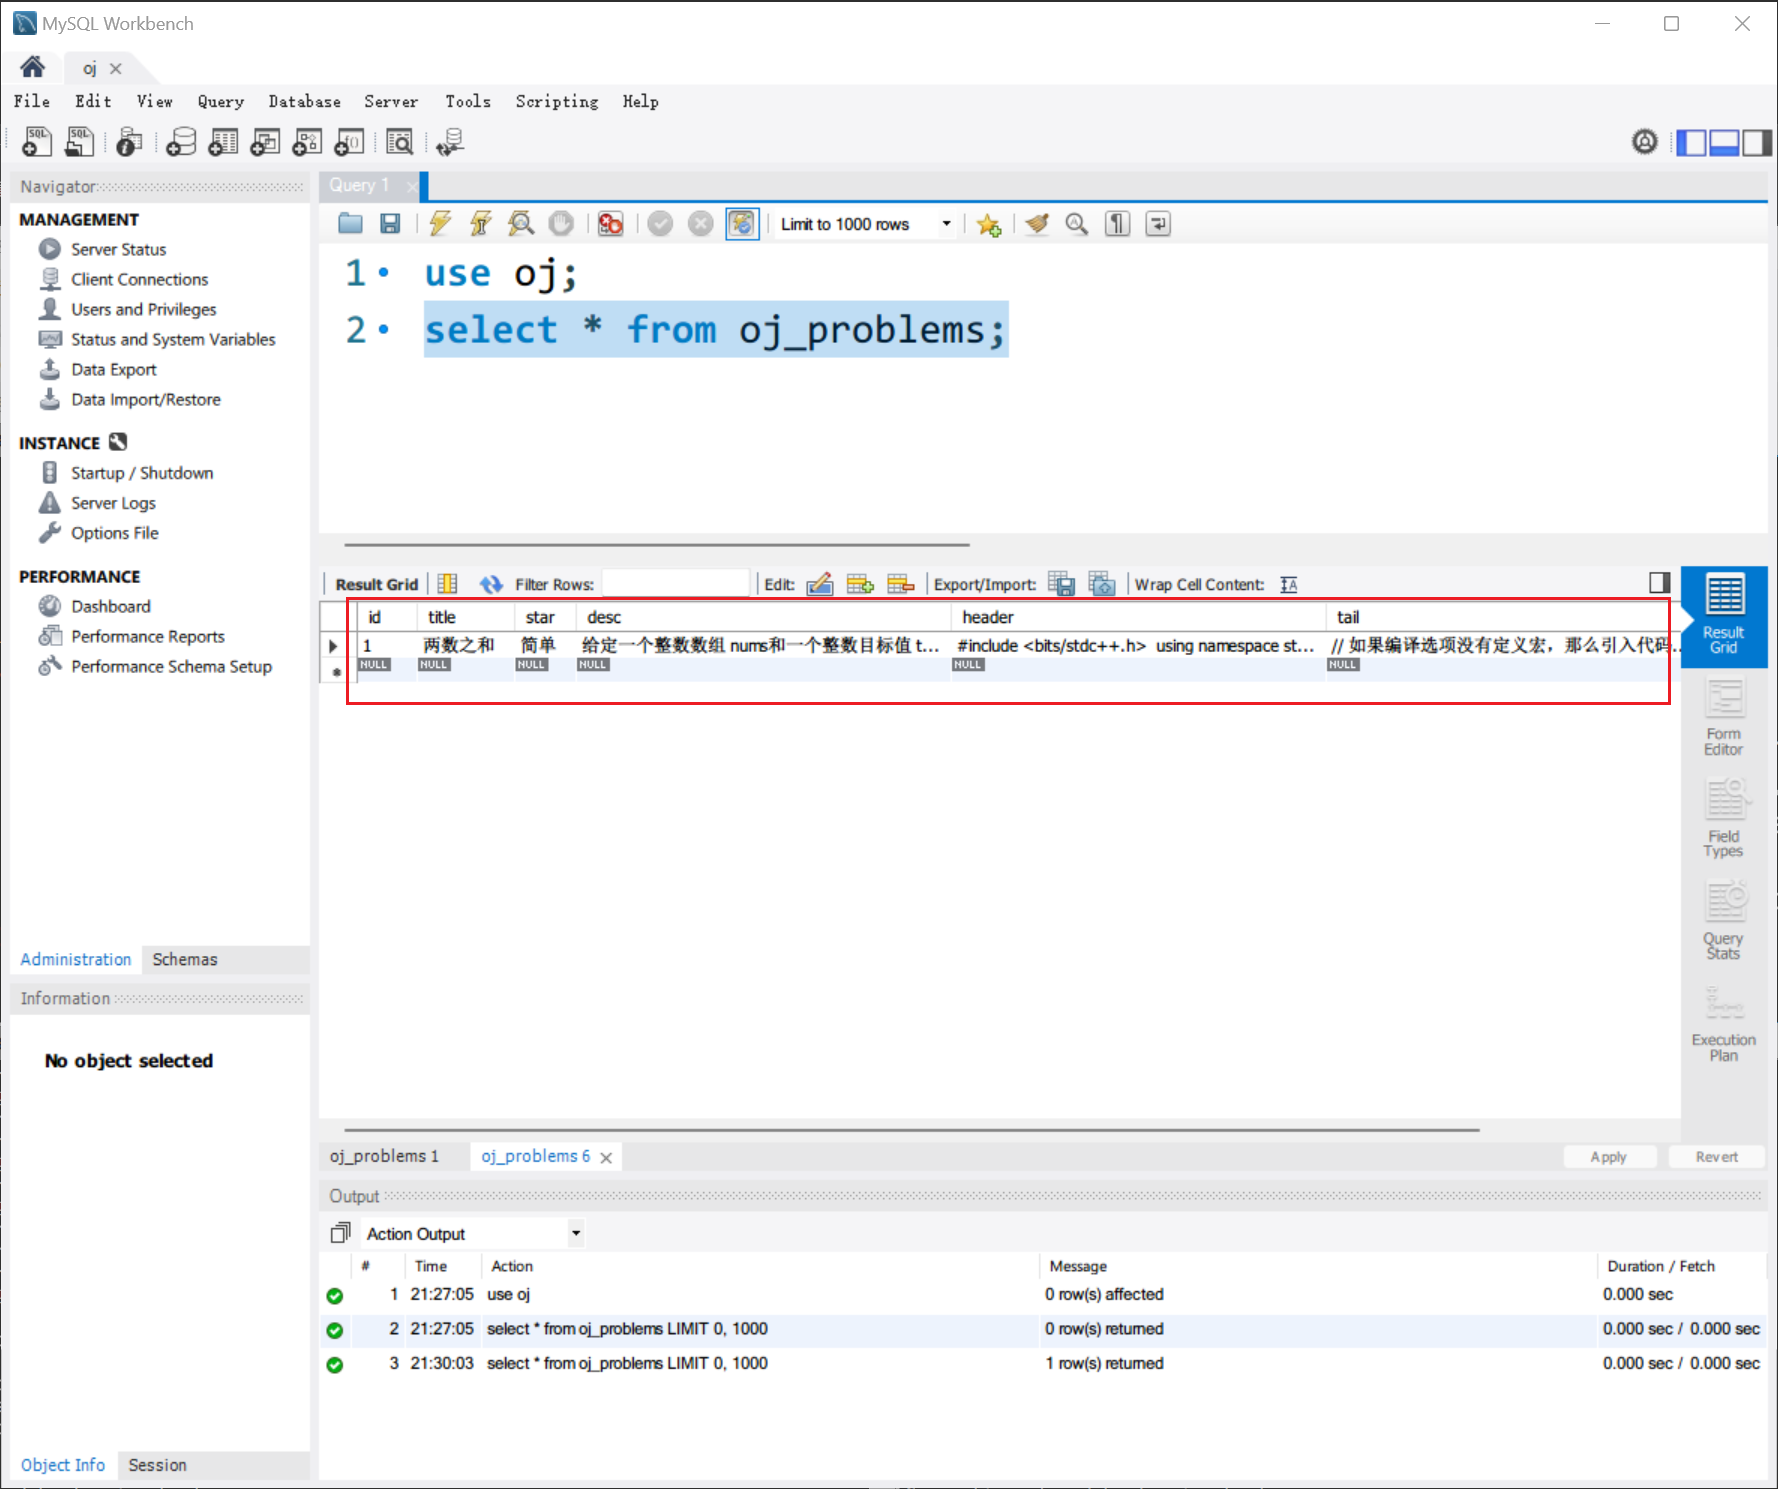 MySQL Workbench
oj
File Edit View Query Database Server Tools Scripting Help
Navigator
MANAGEMENT
Server Status
Client Connections
Users and Privileges
Status and System Variables
Data Export
Data Import/Restore
INSTANCE
Startup / Shutdown
Server Logs
Options File
PERFORMANCE
Dashboard
Performance Reports
Performance Schema Setup
Administration Schemas
Information
No object selected
Object Info Session
Query 1
Limit to 1000 rows
1 use oj;
2 select * from oj_problems;
Result Grid Filter Rows: Edit: Export/Import: Wrap Cell Content:
id title star desc header tail
1 两数之和 简单 给定一个整数数组 nums和一个整数目标值 t... #include <bits/stdc++.h> using namespace st... // 如果编译选项没有定义宏，那么引入代码...
NULL NULL NULL NULL NULL NULL
Result
Grid
Form
Editor
Field
Types
Query
Stats
Execution
Plan
oj_problems 1 oj_problems 6 Apply Revert
Output
Action Output
# Time Action Message Duration / Fetch
1 21:27:05 use oj 0 row(s) affected 0.000 sec
2 21:27:05 select * from oj_problems LIMIT 0, 1000 0 row(s) returned 0.000 sec / 0.000 sec
3 21:30:03 select * from oj_problems LIMIT 0, 1000 1 row(s) returned 0.000 sec / 0.000 sec